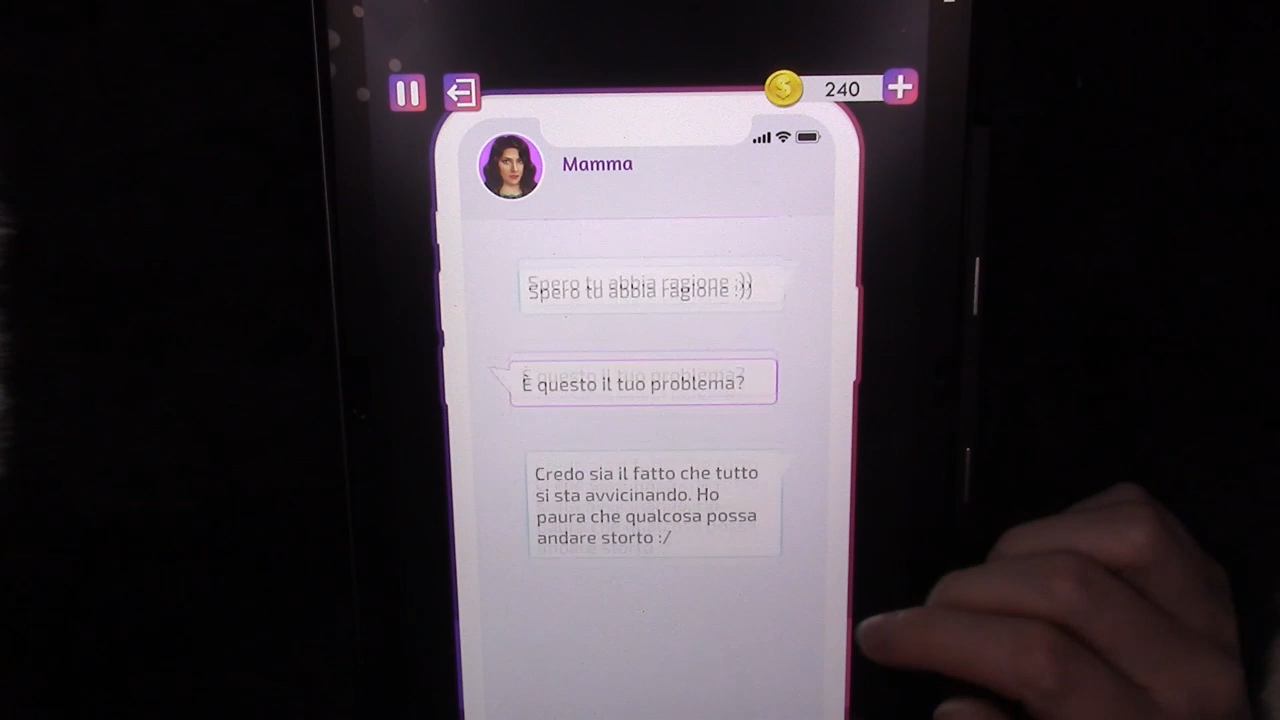 240
Mamma
Spero tu abbia ragione :))
È questo il tuo problema?
Credo sia il fatto che tutto
si sta avvicinando. Ho
paura che qualcosa possa
andare storto :/